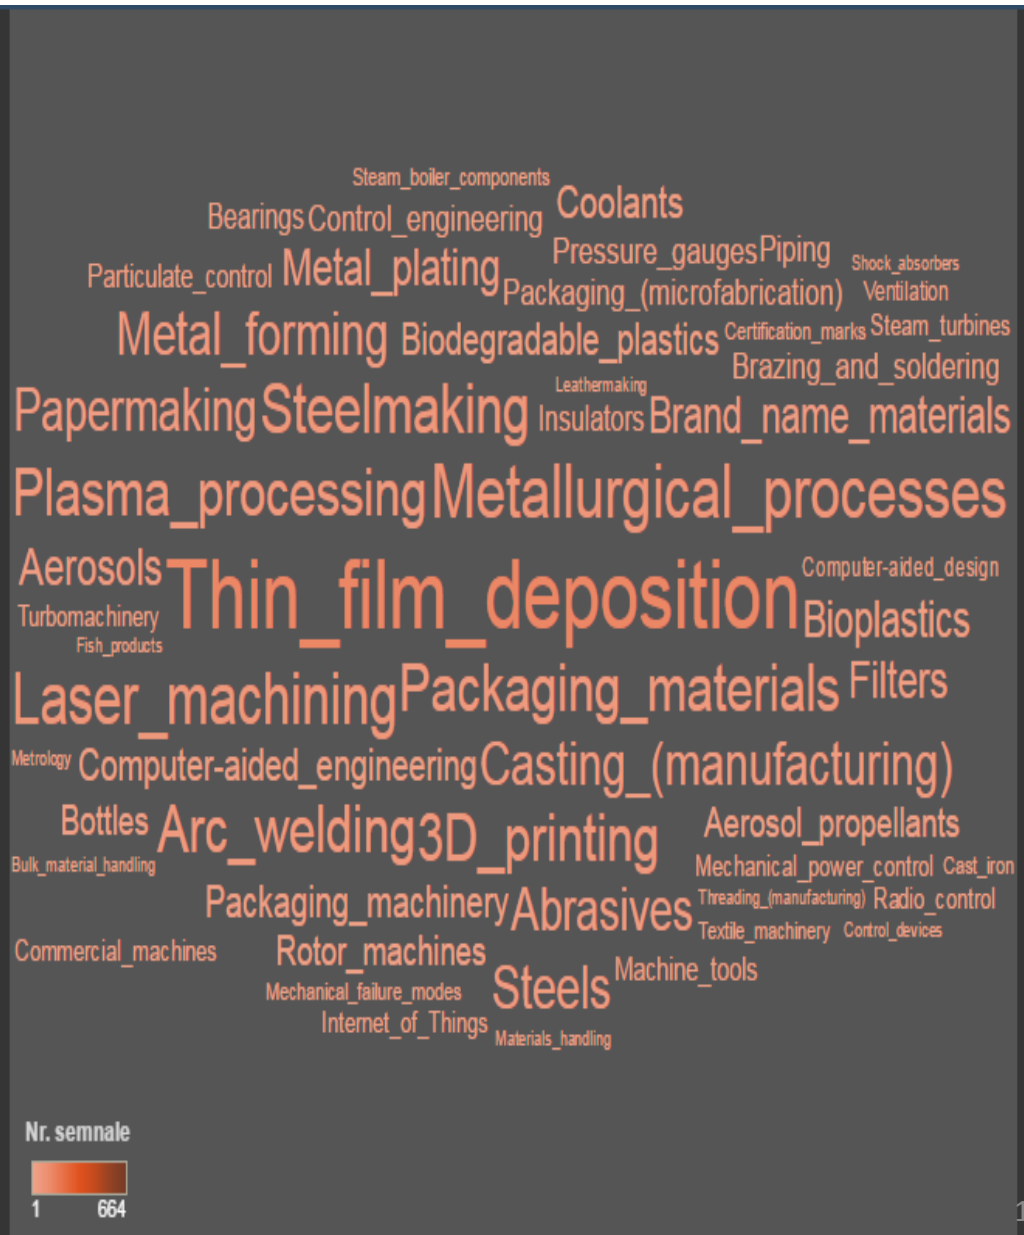 Steam_boiler_components
Coolants
Bearings Control_engineering
Pressure_gauges Piping
Particulate_control Metal_plating
Shock_absorbers
Packaging_(microfabrication) Ventilation
Metal_forming Biodegradable_plastics Certification_marks Steam_turbines
Brazing_and_soldering
Leathermaking
Papermaking Steelmaking Insulators Brand_name_materials
Plasma_processing Metallurgical_processes
Aerosols Thin_film_deposition Computer-aided_design
Turbomachinery Bioplastics
Fish_products
Laser_machining Packaging_materials Filters
Metrology Computer-aided_engineering Casting_(manufacturing)
Bottles Arc_welding 3D_printing Aerosol_propellants
Bulk_material_handling Mechanical_power_control Cast_iron
Packaging_machinery Abrasives Threading_(manufacturing) Radio_control
Textile_machinery Control_devices
Commercial_machines Rotor_machines
Steels Machine_tools
Mechanical_failure_modes
Internet_of_Things
Materials_handling
Nr. semnale
1 664
1